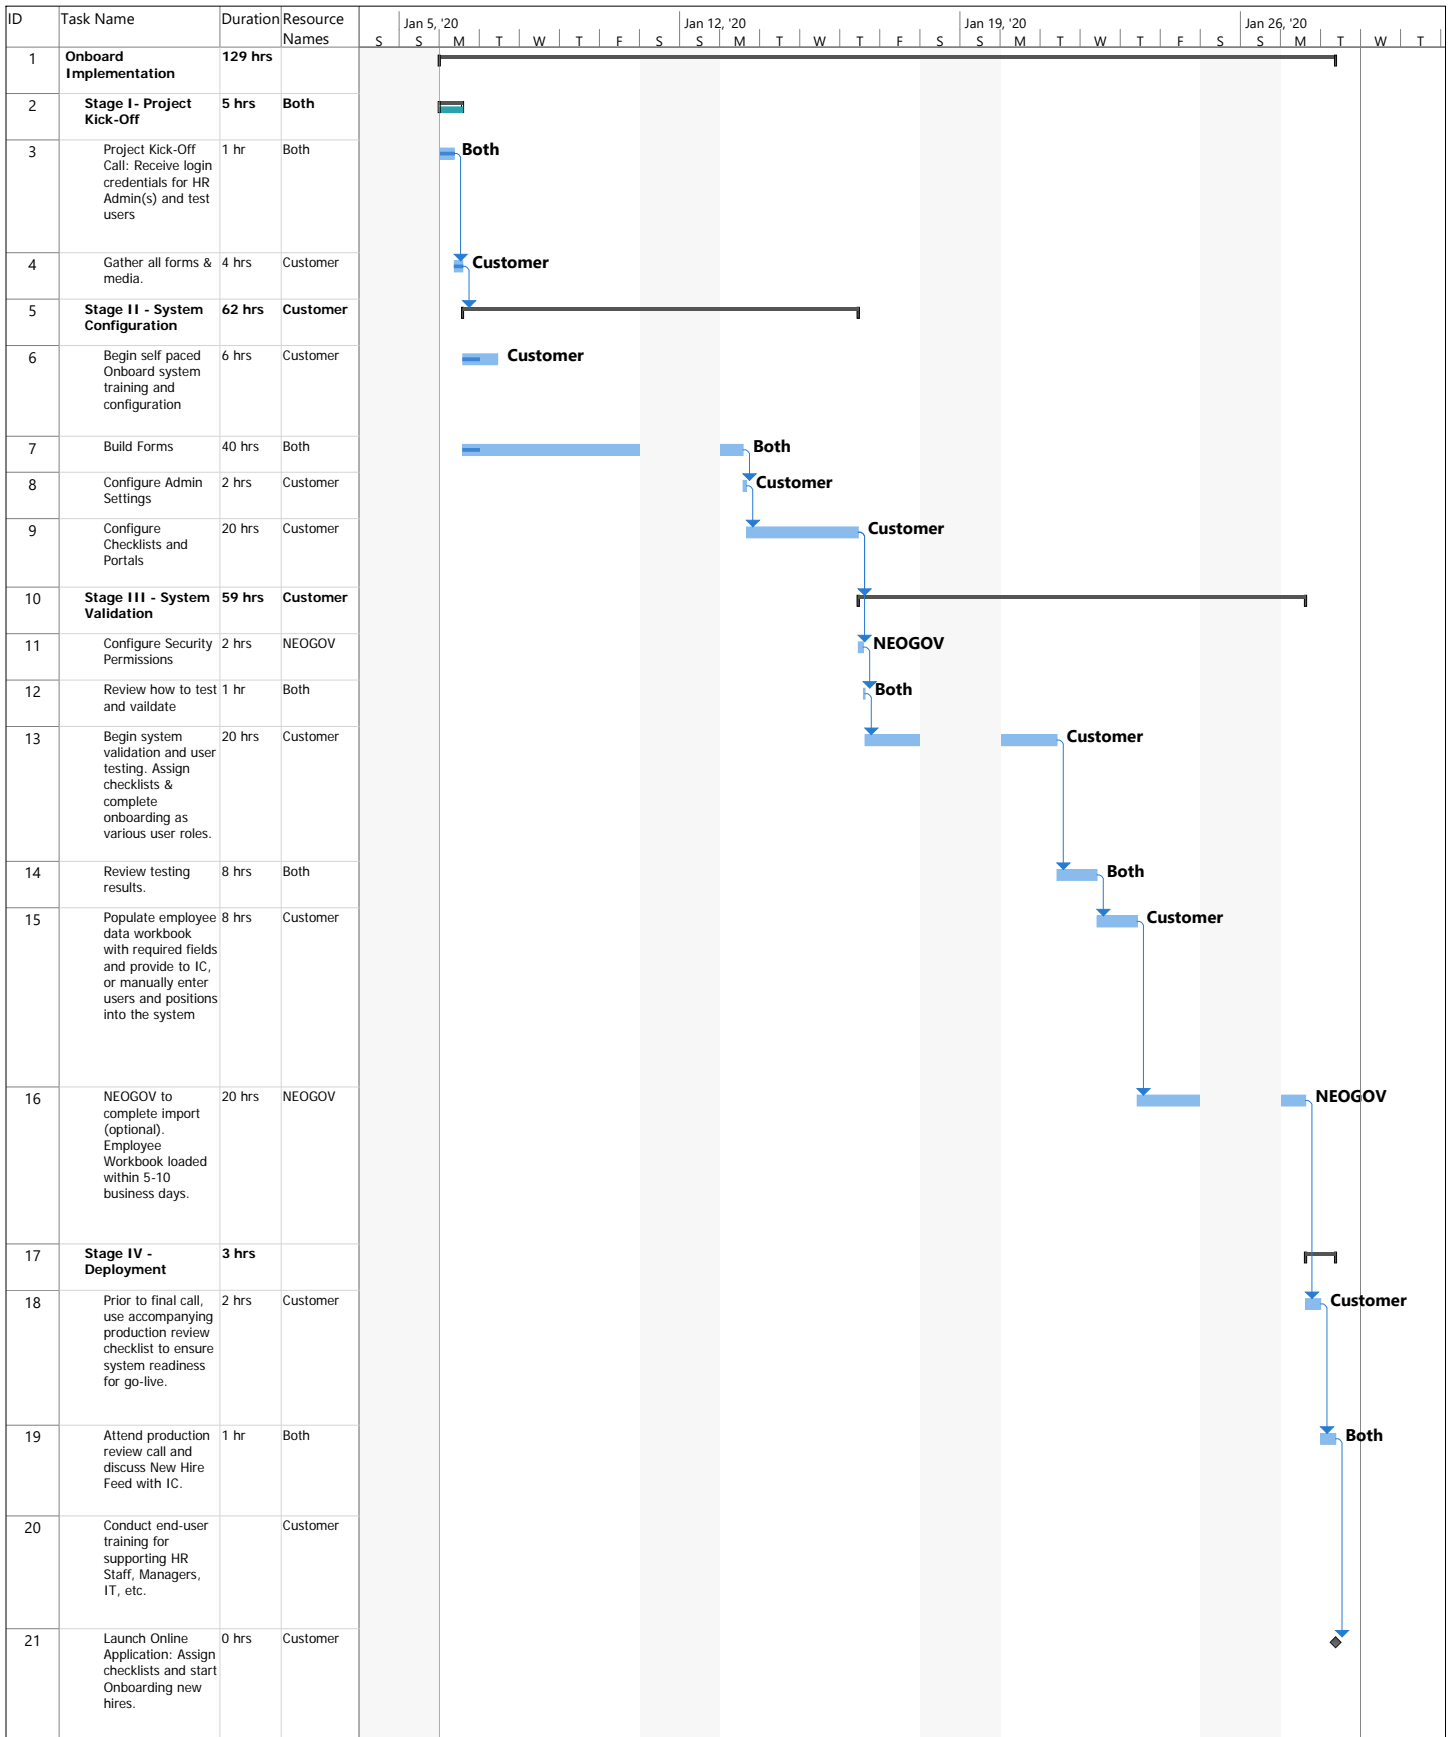 ID Task Name Duration Resource
Names
Jan 5, '20 Jan 12, '20 Jan 19, '20 Jan 26, '20
S S M T W T F S S M T W T F S S M T W T F S S M T W T
1 Onboard 129 hrs
Implementation
2 Stage I- Project 5 hrs Both
Kick-Off
3 Project Kick-Off 1 hr Both Both
Call: Receive login
credentials for HR
Admin(s) and test
users
4 Gather all forms & 4 hrs Customer Customer
media.
5 Stage II - System 62 hrs Customer
Configuration
6 Begin self paced 6 hrs Customer Customer
Onboard system
training and
configuration
7 Build Forms 40 hrs Both Both
8 Configure Admin 2 hrs Customer Customer
Settings
9 Configure 20 hrs Customer Customer
Checklists and
Portals
10 Stage III - System 59 hrs Customer
Validation
11 Configure Security 2 hrs NEOGOV NEOGOV
Permissions
12 Review how to test 1 hr Both Both
and vaildate
13 Begin system 20 hrs Customer Customer
validation and user
testing. Assign
checklists &
complete
onboarding as
various user roles.
14 Review testing 8 hrs Both Both
results.
15 Populate employee 8 hrs Customer Customer
data workbook
with required fields
and provide to IC,
or manually enter
users and positions
into the system
16 NEOGOV to 20 hrs NEOGOV NEOGOV
complete import
(optional).
Employee
Workbook loaded
within 5-10
business days.
17 Stage IV - 3 hrs
Deployment
18 Prior to final call, 2 hrs Customer Customer
use accompanying
production review
checklist to ensure
system readiness
for go-live.
19 Attend production 1 hr Both Both
review call and
discuss New Hire
Feed with IC.
20 Conduct end-user Customer
training for
supporting HR
Staff, Managers,
IT, etc.
21 Launch Online 0 hrs Customer
Application: Assign
checklists and start
Onboarding new
hires.